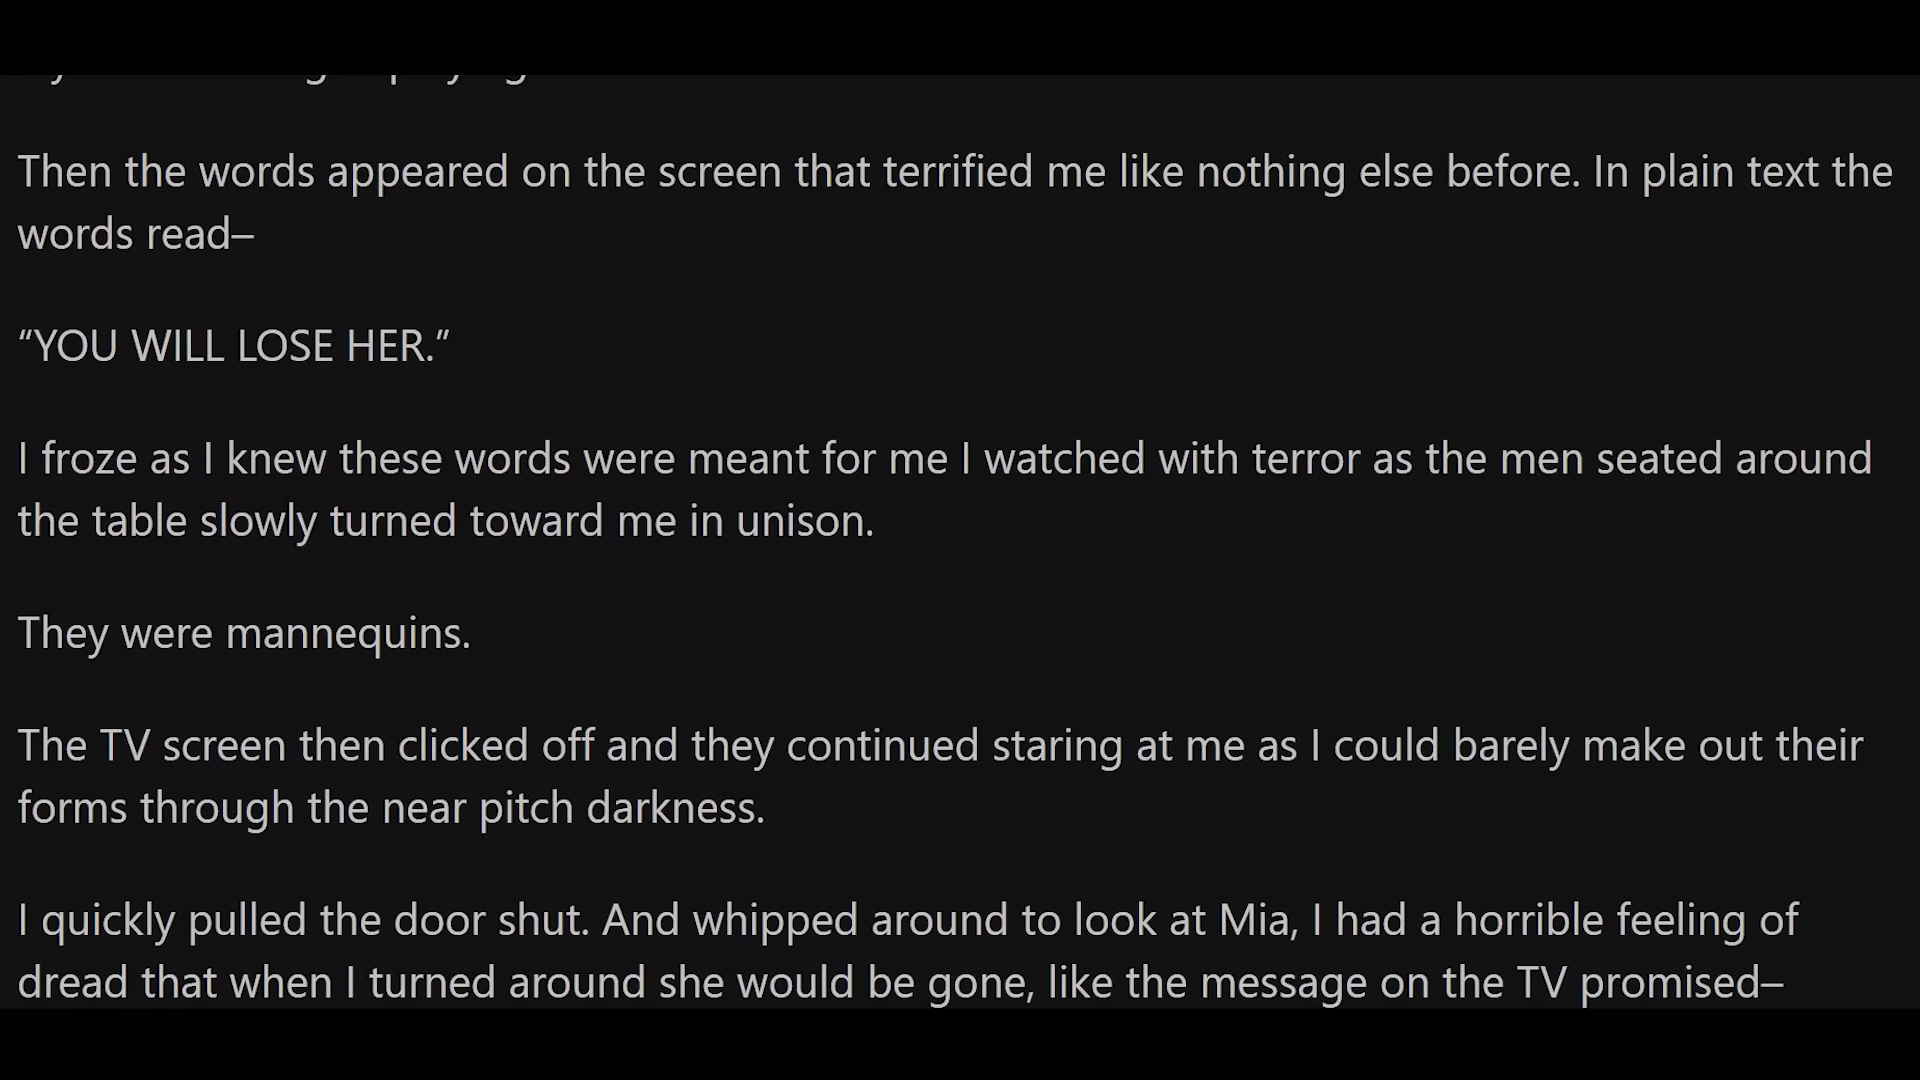 Then the words appeared on the screen that terrified me like nothing else before. In plain text the
words read–
“YOU WILL LOSE HER.”
I froze as I knew these words were meant for me I watched with terror as the men seated around
the table slowly turned toward me in unison.
They were mannequins.
The TV screen then clicked off and they continued staring at me as I could barely make out their
forms through the near pitch darkness.
I quickly pulled the door shut. And whipped around to look at Mia, I had a horrible feeling of
dread that when I turned around she would be gone, like the message on the TV promised–